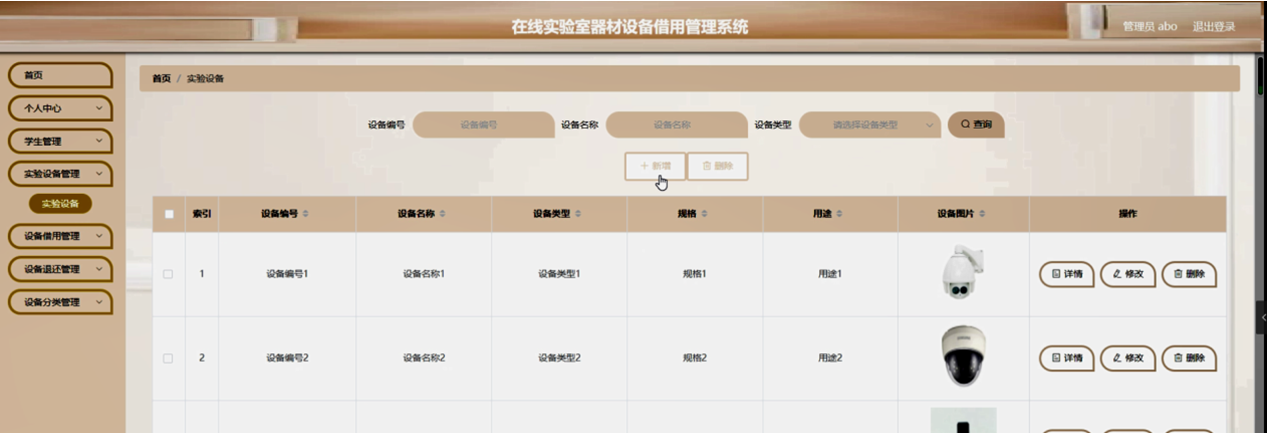 在线实验室器材设备借用管理系统
管理员 abo 退出登录
首页
个人中心
学生管理
实验设备管理
实验设备
设备借用管理
设备退还管理
设备分类管理
首页 / 实验设备
设备编号 设备编号 设备名称 设备名称 设备类型 请选择设备类型 查询
+ 新增 删除
索引 设备编号 设备名称 设备类型 规格 用途 设备图片 操作
1 设备编号1 设备名称1 设备类型1 规格1 用途1 详情 修改 删除
2 设备编号2 设备名称2 设备类型2 规格2 用途2 详情 修改 删除